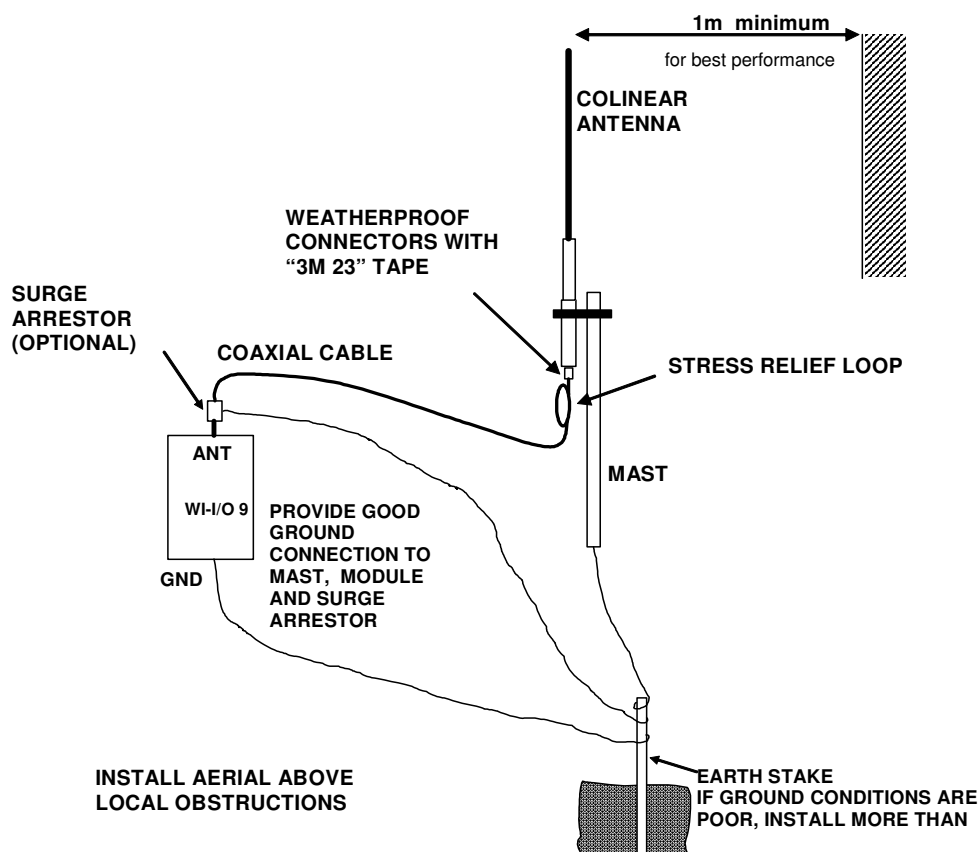 1m minimum
for best performance
COLINEAR
ANTENNA
WEATHERPROOF
CONNECTORS WITH
“3M 23” TAPE
SURGE
ARRESTOR
(OPTIONAL)
COAXIAL CABLE
STRESS RELIEF LOOP
ANT
MAST
WI-I/O 9
PROVIDE GOOD
GROUND
CONNECTION TO
MAST, MODULE
AND SURGE
ARRESTOR
GND
INSTALL AERIAL ABOVE
LOCAL OBSTRUCTIONS
EARTH STAKE
IF GROUND CONDITIONS ARE
POOR, INSTALL MORE THAN